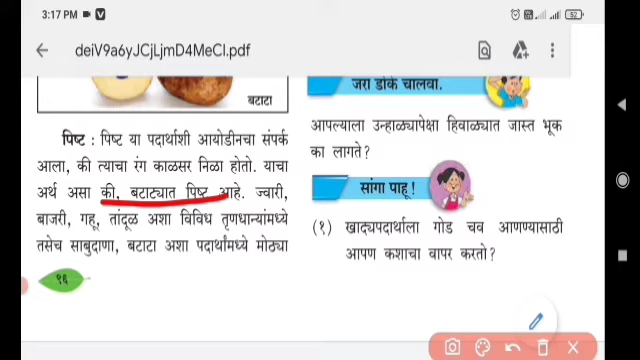 3:17 PM
52
deiV9a6yJCjLjmD4MeCI.pdf
बटाटा
पिष्ट : पिष्ट या पदार्थाशी आयोडीनचा संपर्क
आला, की त्याचा रंग काळसर निळा होतो. याचा
अर्थ असा की, बटाट्यात पिष्ट आहे. ज्वारी,
बाजरी, गहू, तांदूळ अशा विविध तृणधान्यांमध्ये
तसेच साबुदाणा, बटाटा अशा पदार्थांमध्ये मोठ्या
१६
जरा डोके चालवा.
आपल्याला उन्हाळ्यापेक्षा हिवाळ्यात जास्त भूक
का लागते?
सांगा पाहू!
(१) खाद्यपदार्थाला गोड चव आणण्यासाठी
आपण कशाचा वापर करतो?